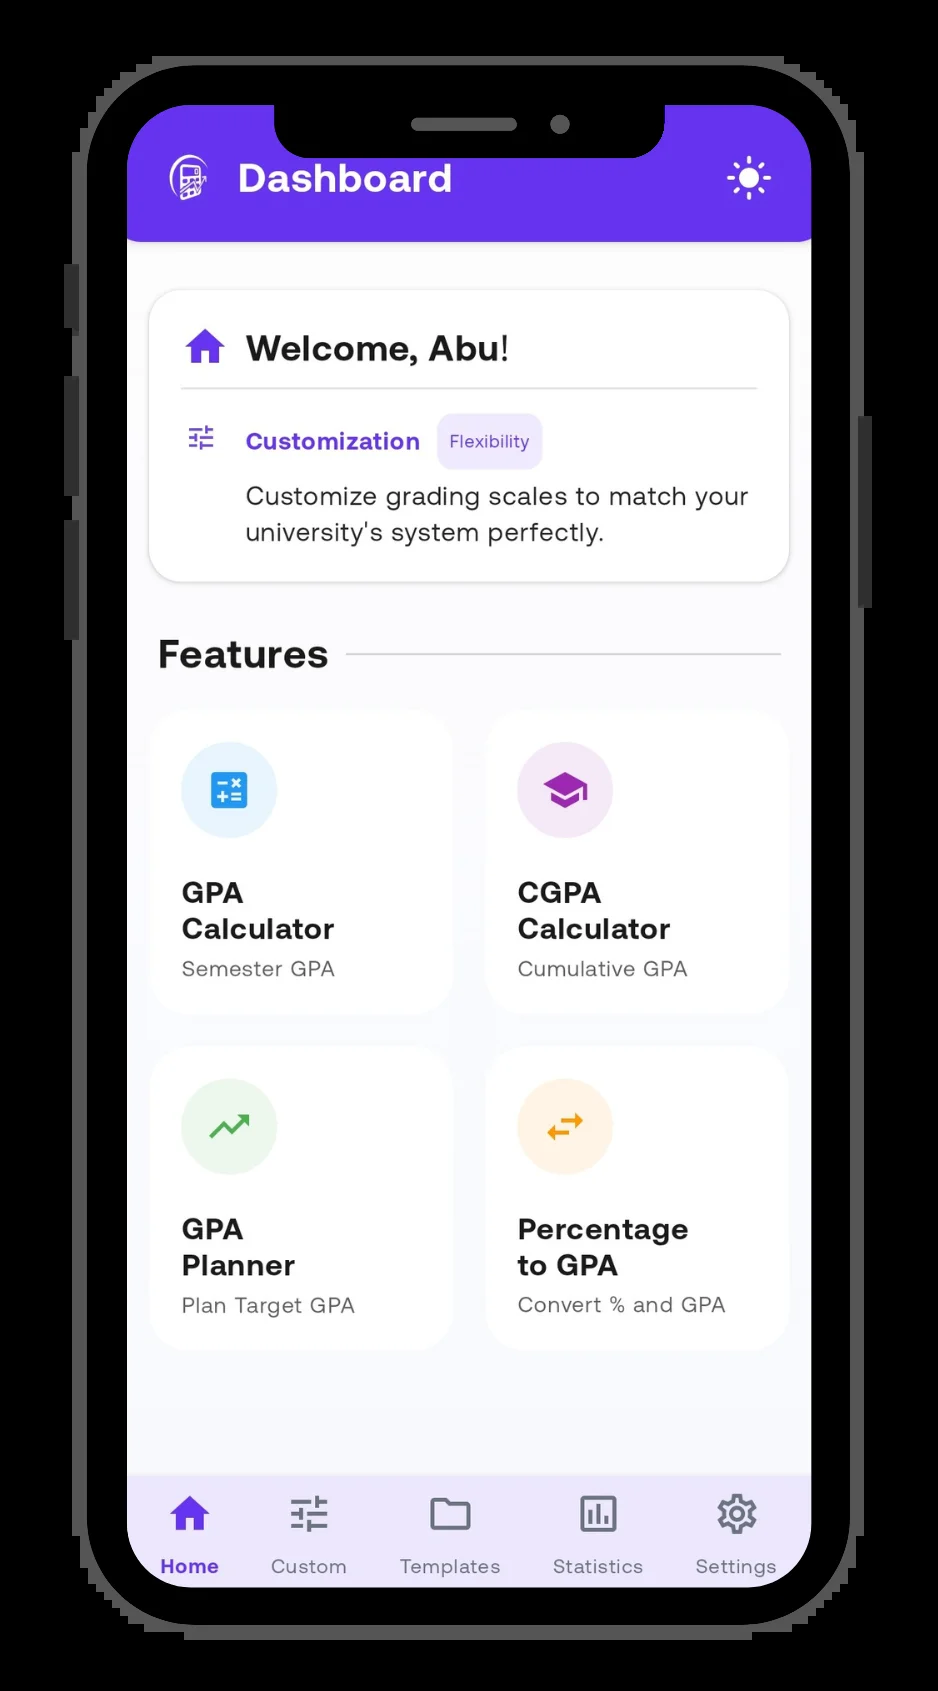 Dashboard
Welcome, Abu!
Customization Flexibility
Customize grading scales to match your
university's system perfectly.
Features
GPA
Calculator
Semester GPA
CGPA
Calculator
Cumulative GPA
GPA
Planner
Plan Target GPA
Percentage
to GPA
Convert % and GPA
Home Custom Templates Statistics Settings